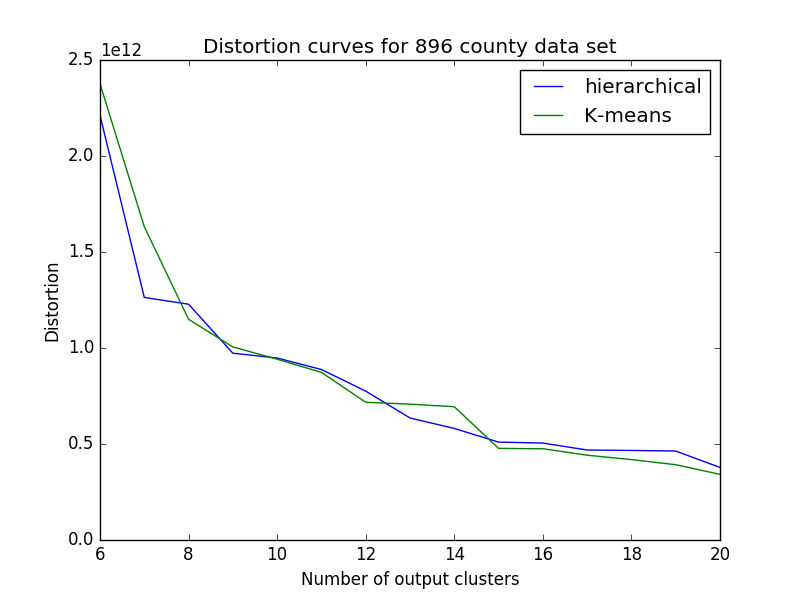 Distortion curves for 896 county data set
1e12
hierarchical
K-means
2.5
2.0
1.5
1.0
0.5
0.0
Distortion
6 8 10 12 14 16 18 20
Number of output clusters